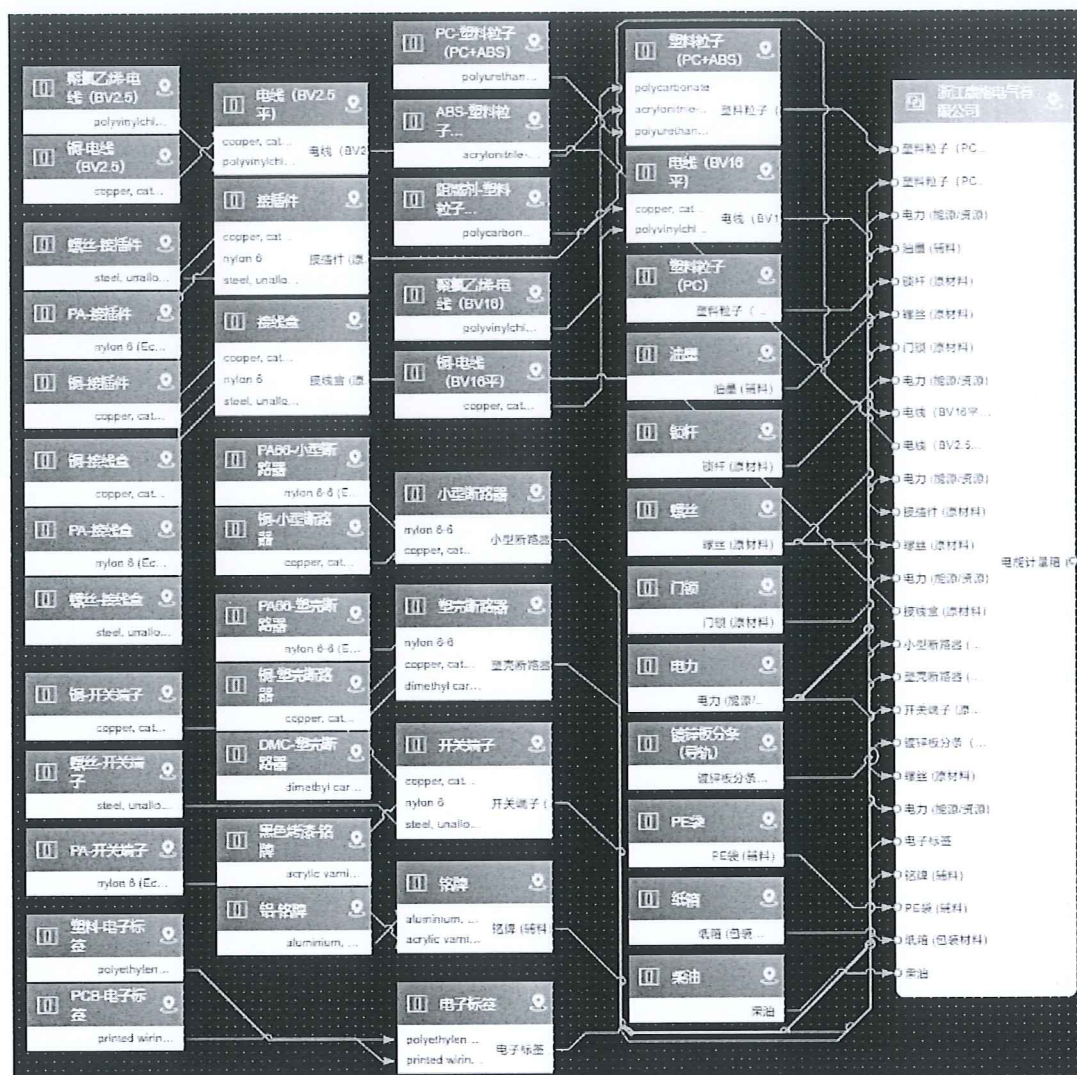 聚氯乙烯-电
线（BV2.5）
polyvinylchl...
铜-电线
（BV2.5）
copper, cat...
螺丝-接插件
steel, unallo...
PA-接插件
nylon 6 (Ec...
铜-接插件
copper, cat...
铜-接线盒
copper, cat...
PA-接线盒
nylon 6 (Ec...
螺丝-接线盒
steel, unallo...
铜-开关端子
copper, cat...
螺丝-开关端
子
steel, unallo...
PA-开关端子
nylon 6 (Ec...
塑料-电子标
签
polyethylen...
PCB-电子标
签
printed wirin...
电线（BV2.5
平）
copper, cat...
polyvinylchl...
电线（BV2
接插件
copper, cat...
nylon 6
steel, unallo...
接插件（原
接线盒
copper, cat...
nylon 6
steel, unallo...
接线盒（原
PA66-小型断
路器
nylon 6-6 (E...
铜-小型断路
器
copper, cat...
PA66-塑壳断
路器
nylon 6-6 (E...
铜-塑壳断路
器
copper, cat...
DMC-塑壳断
路器
dimethyl car...
黑色烤漆-铭
牌
acrylic varni...
铝-铭牌
aluminium, ...
PC-塑料粒子
（PC+ABS）
polyurethan...
ABS-塑料粒
子...
acrylonitrile-...
阻燃剂-塑料
粒子...
polycarbon...
聚氯乙烯-电
线（BV16）
polyvinylchl...
铜-电线
（BV16平）
copper, cat...
小型断路器
nylon 6-6
copper, cat...
小型断路器
塑壳断路器
nylon 6-6
copper, cat...
dimethyl car...
塑壳断路器
开关端子
copper, cat...
nylon 6
steel, unallo...
开关端子（
铭牌
aluminium, ...
acrylic varni...
铭牌（辅料
电子标签
polyethylen...
printed wirin...
电子标签
塑料粒子
（PC+ABS）
polycarbonate
acrylonitrile-...
polyurethan...
塑料粒子（
电线（BV16
平）
copper, cat...
polyvinylchl...
电线（BV1
塑料粒子
（PC）
塑料粒子（ ...
油墨
油墨（辅料）
锁杆
锁杆（原材料）
螺丝
螺丝（原材料）
门锁
门锁（原材料）
电力
电力（能源/...
镀锌板分条
（导轨）
镀锌板分条...
PE袋
PE袋（辅料）
纸箱
纸箱（包装...
柴油
柴油
塑料粒子（PC...
塑料粒子（PC...
电力（能源/资源）
油墨（辅料）
锁杆（原材料）
螺丝（原材料）
门锁（原材料）
电力（能源/资源）
电线（BV16平...
电线（BV2.5...
电力（能源/资源）
接插件（原材料）
螺丝（原材料）
电力（能源/资源）
接线盒（原材料）
小型断路器（...
塑壳断路器（...
开关端子（原...
镀锌板分条（...
螺丝（原材料）
电力（能源/资源）
电子标签
铭牌（辅料）
PE袋（辅料）
纸箱（包装材料）
柴油
电能计量箱